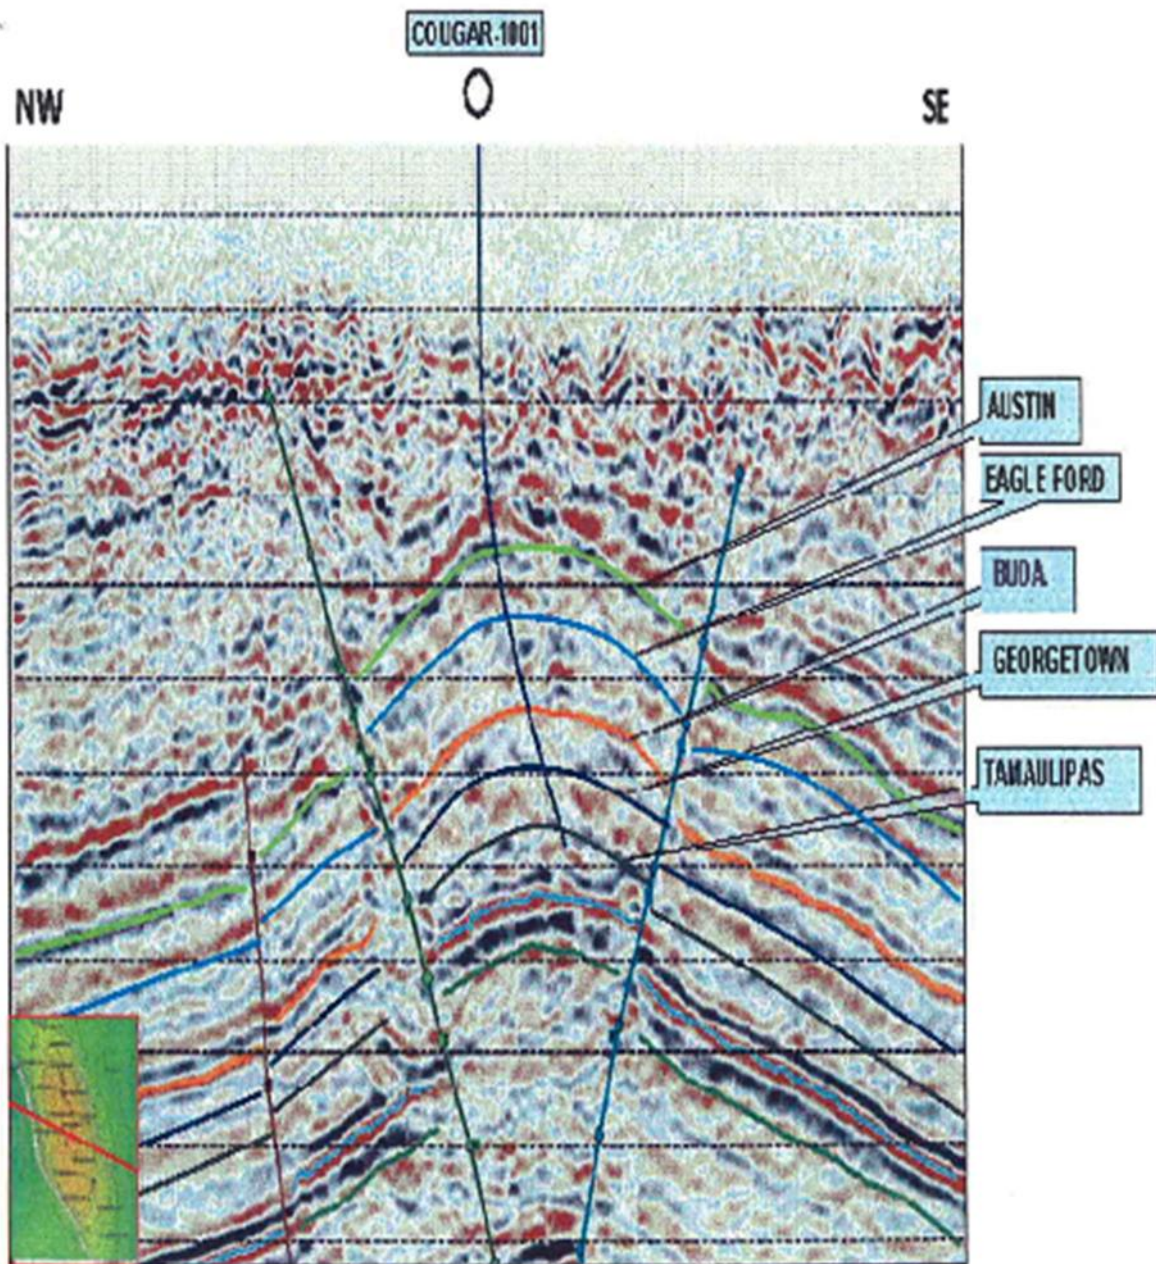 COUGAR-1001
NW
SE
AUSTIN
EAGLE FORD
BUDA
GEORGETOWN
TAMAULIPAS